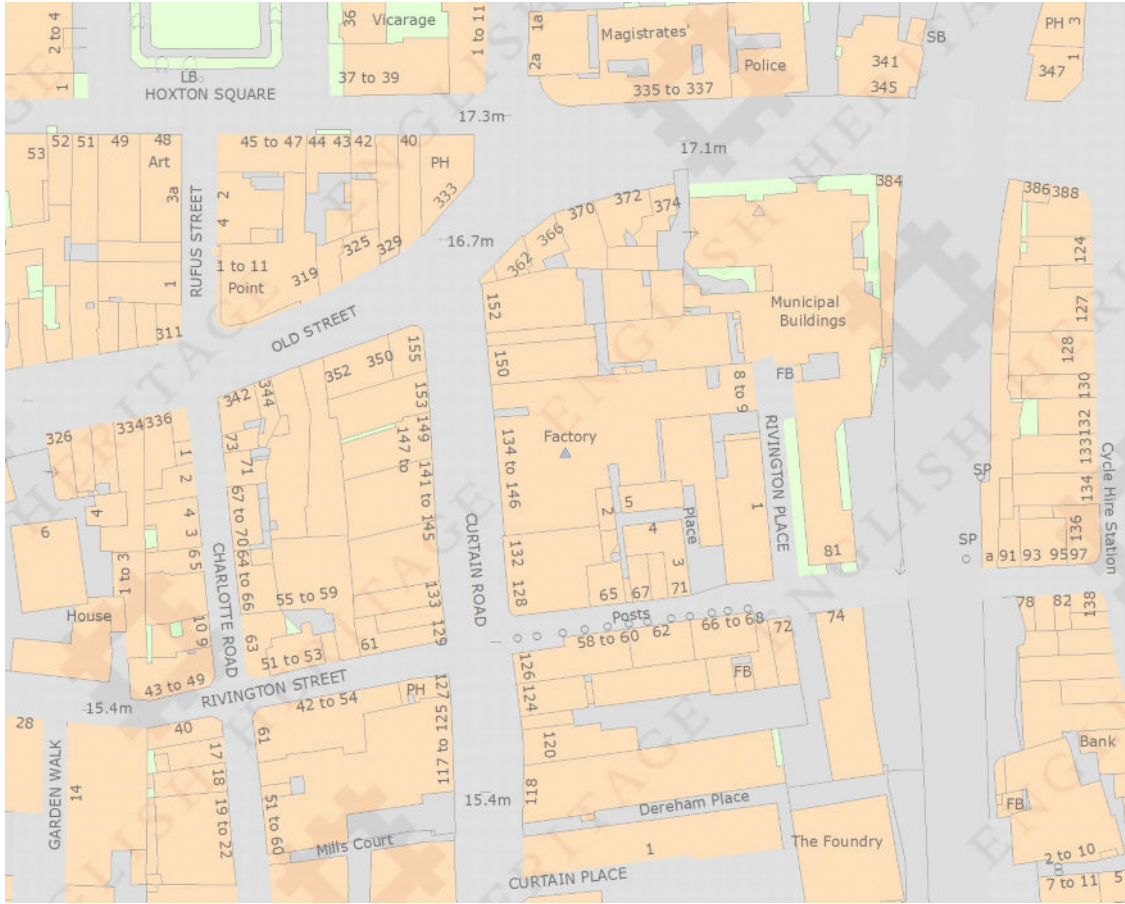 2 to 4
36
Vicarage
1 to 11
1a
2a
Magistrates'
SB
PH
3
LB
37 to 39
Police
341
347
1
1
HOXTON SQUARE
335 to 337
345
17.3m
53
52
51
49
48
Art
45 to 47
44
43
42
40
PH
17.1m
3a
RUFUS STREET
2
4
333
370
372
374
384
386
388
325
329
16.7m
366
362
124
1 to 11
Point
1
319
152
Municipal
Buildings
127
311
OLD STREET
155
150
128
352
350
FB
8 to 9
130
342
344
153
149
326
334
336
73
71
147 to
134 to 146
Factory
RIVINGTON PLACE
132
133
1
2
141 to 145
SP
134
Cycle Hire Station
4
4
3
67 to 70
5
2
4
Place
1
136
6
65
CHARLOTTE ROAD
64 to 66
CURTAIN ROAD
132
3
SP
81
a
91
93
95
97
1 to 3
55 to 59
133
128
65
67
71
House
10
9
63
51 to 53
61
129
Posts
58 to 60
62
66 to 68
72
74
78
82
138
43 to 49
RIVINGTON STREET
126
FB
15.4m
42 to 54
PH
127
124
28
40
61
117 to 125
120
Bank
GARDEN WALK
14
17
18
19 to 22
51 to 60
15.4m
118
Dereham Place
FB
Mills Court
1
The Foundry
2 to 10
CURTAIN PLACE
7 to 11
5
ENGLISH HERITAGE